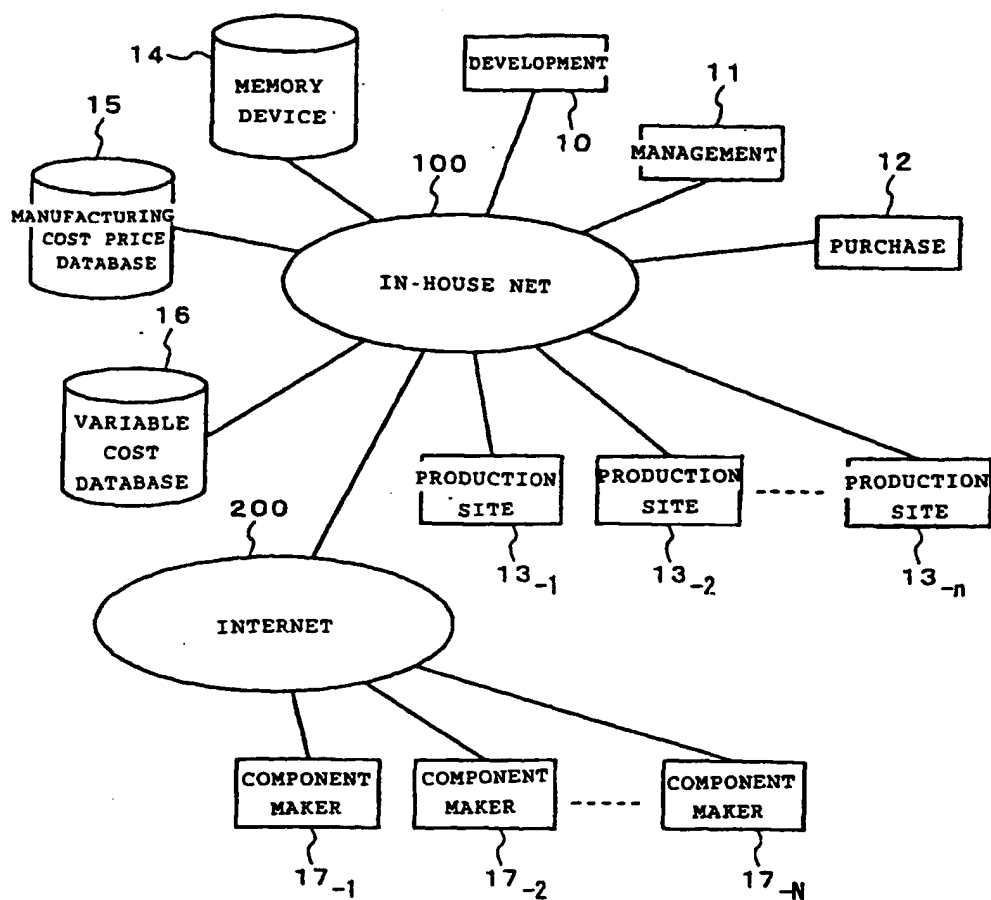 14
MEMORY
DEVICE
DEVELOPMENT
10
11
MANAGEMENT
12
PURCHASE
15
MANUFACTURING
COST PRICE
DATABASE
100
IN-HOUSE NET
16
VARIABLE
COST
DATABASE
PRODUCTION
SITE
13-1
PRODUCTION
SITE
13-2
PRODUCTION
SITE
13-n
200
INTERNET
COMPONENT
MAKER
17-1
COMPONENT
MAKER
17-2
COMPONENT
MAKER
17-N